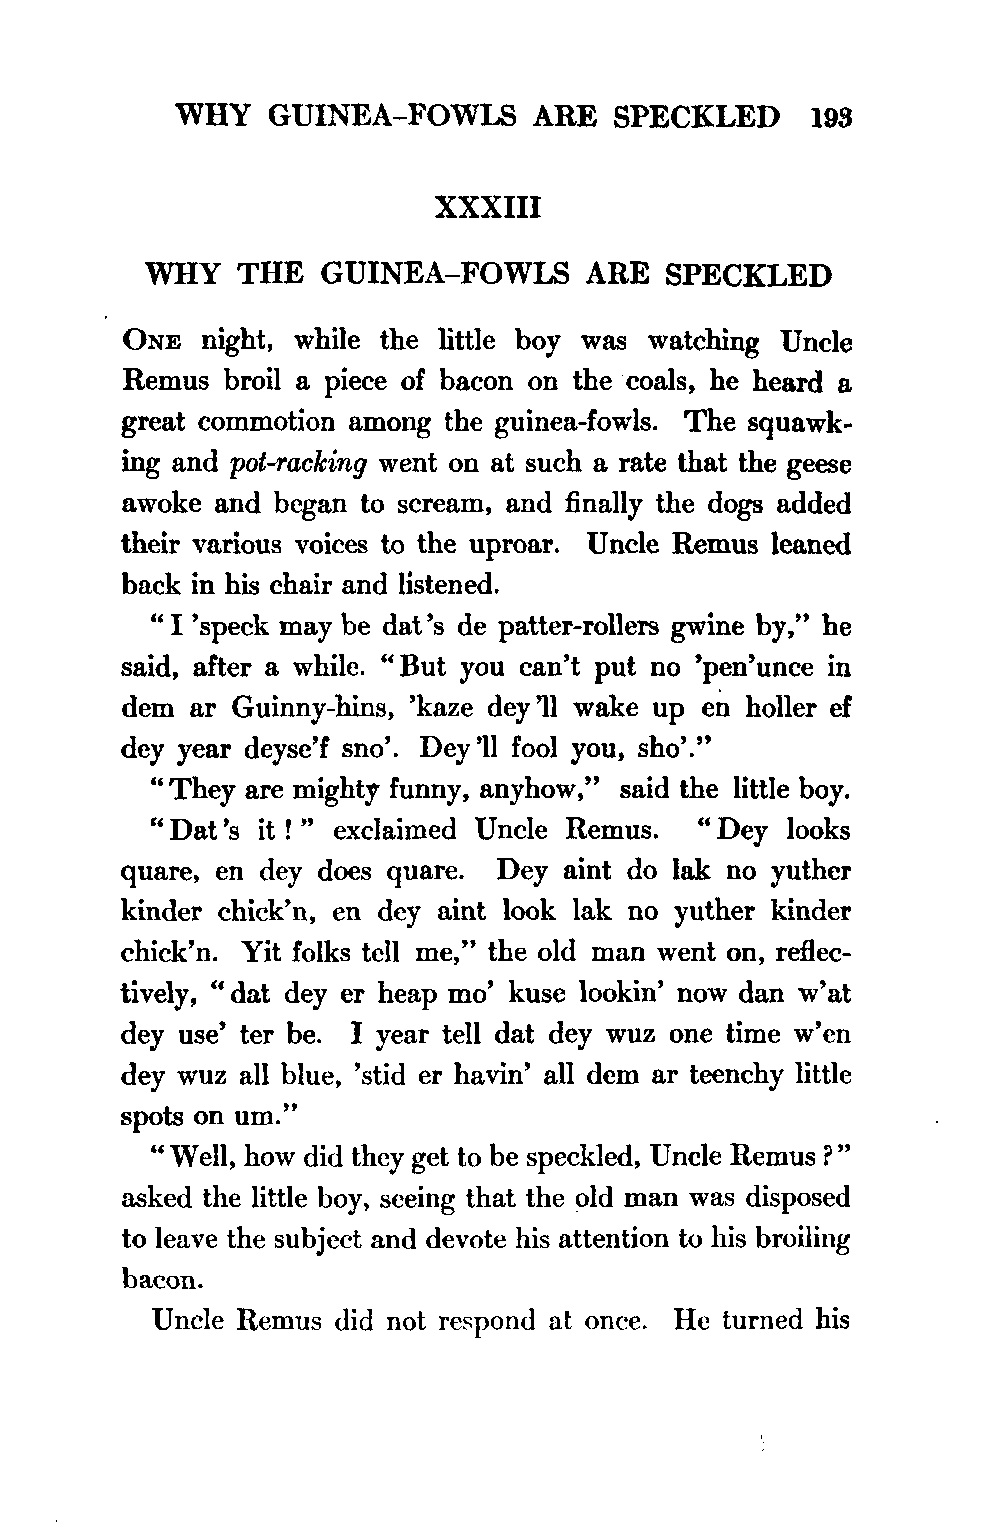 WHY GUINEA-FOWLS ARE SPECKLED 193
XXXIII
WHY THE GUINEA-FOWLS ARE SPECKLED
ONE night, while the little boy was watching Uncle
Remus broil a piece of bacon on the coals, he heard a
great commotion among the guinea-fowls. The squawk-
ing and pot-racking went on at such a rate that the geese
awoke and began to scream, and finally the dogs added
their various voices to the uproar. Uncle Remus leaned
back in his chair and listened.
"I 'speck may be dat's de patter-rollers gwine by," he
said, after a while. "But you can't put no 'pen'unce in
dem ar Guinny-hins, 'kaze dey'll wake up en holler ef
dey year deyse'f sno'. Dey'll fool you, sho'."
"They are mighty funny, anyhow," said the little boy.
"Dat's it!" exclaimed Uncle Remus. "Dey looks
quare, en dey does quare. Dey aint do lak no yuther
kinder chick'n, en dey aint look lak no yuther kinder
chick'n. Yit folks tell me," the old man went on, reflec-
tively, "dat dey er heap mo' kuse lookin' now dan w'at
dey use' ter be. I year tell dat dey wuz one time w'en
dey wuz all blue, 'stid er havin' all dem ar teenchy little
spots on um."
"Well, how did they get to be speckled, Uncle Remus?"
asked the little boy, seeing that the old man was disposed
to leave the subject and devote his attention to his broiling
bacon.
Uncle Remus did not respond at once. He turned his